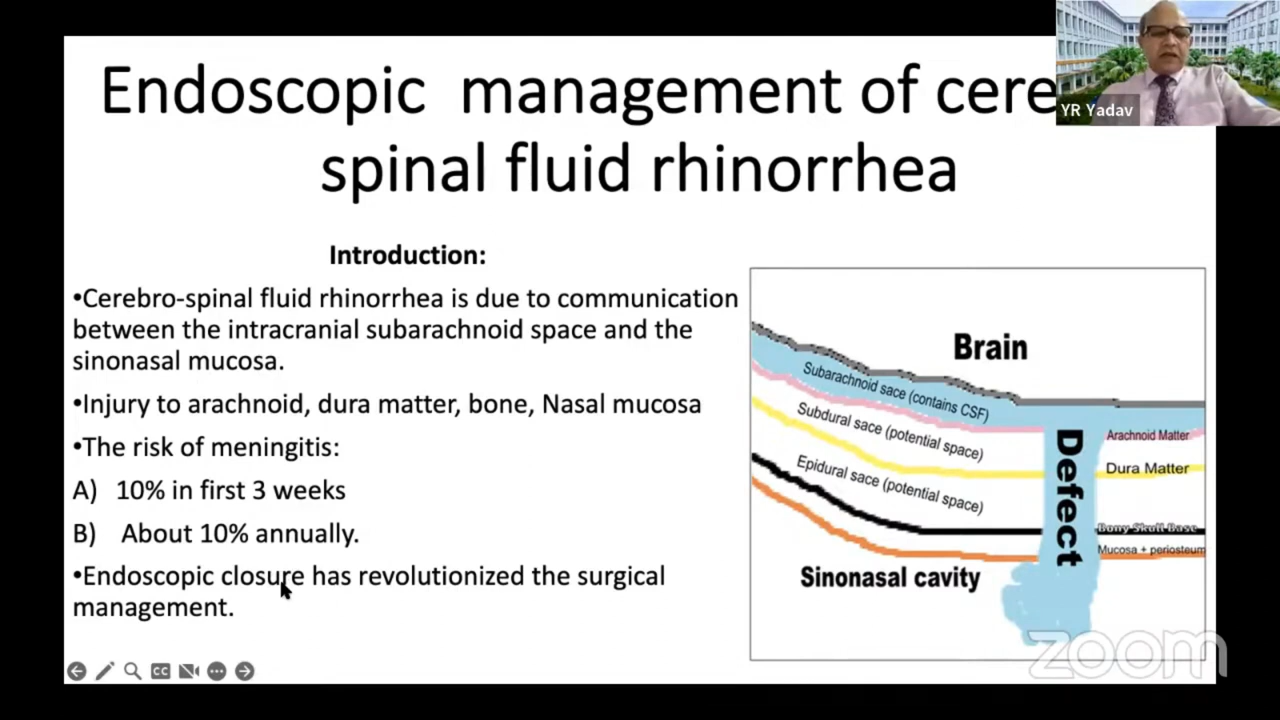 Endoscopic management of cere
spinal fluid rhinorrhea
YR Yadav
Introduction:
•Cerebro-spinal fluid rhinorrhea is due to communication
between the intracranial subarachnoid space and the
sinonasal mucosa.
•Injury to arachnoid, dura matter, bone, Nasal mucosa
•The risk of meningitis:
A) 10% in first 3 weeks
B) About 10% annually.
•Endoscopic closure has revolutionized the surgical
management.
Brain
Subarachnoid sace (contains CSF)
Subdural sace (potential space)
Epidural sace (potential space)
Defect
Arachnoid Matter
Dura Matter
Bony Skull Base
Mucosa + periosteum
Sinonasal cavity
CC
zoom